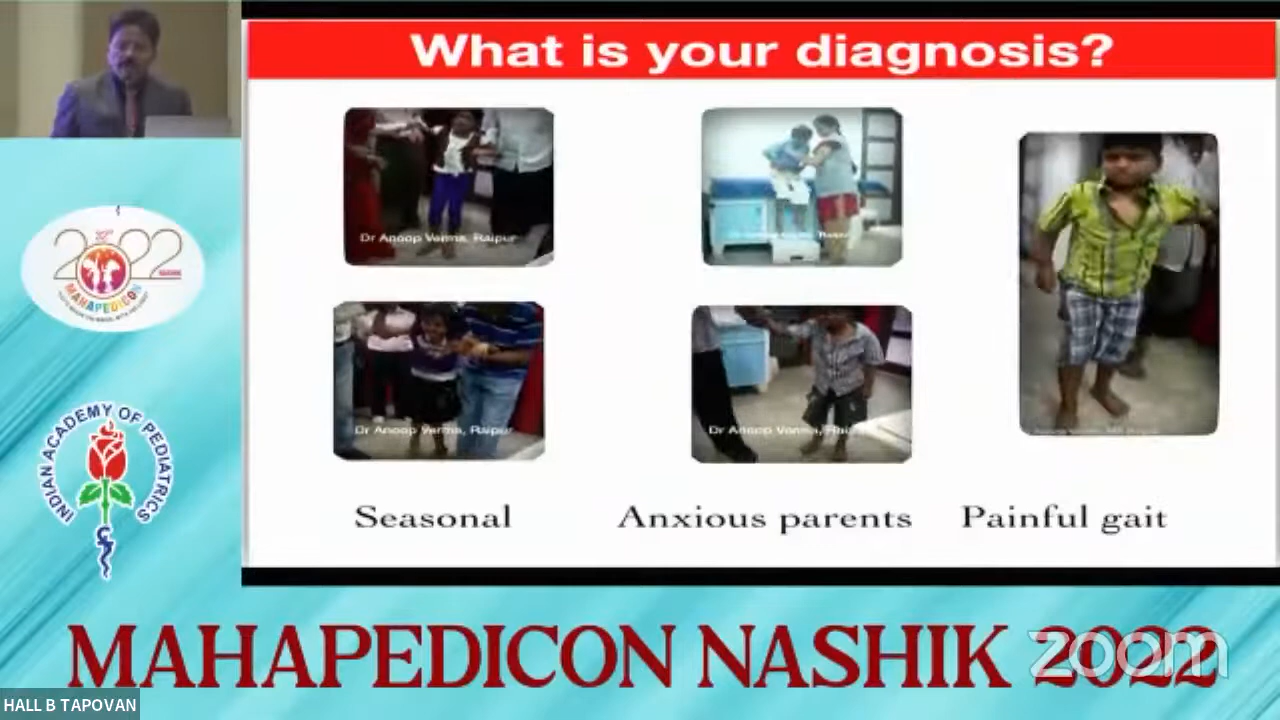 What is your diagnosis?
Dr Anoop Verma, Raipur
Dr Anoop Verma, Raipur
Dr Anoop Verma, Rai
Seasonal
Anxious parents
Painful gait
2022
MAHAPEDICON
INDIAN ACADEMY OF PEDIATRICS
MAHAPEDICON NASHIK 2022
zoom
HALL B TAPOVAN